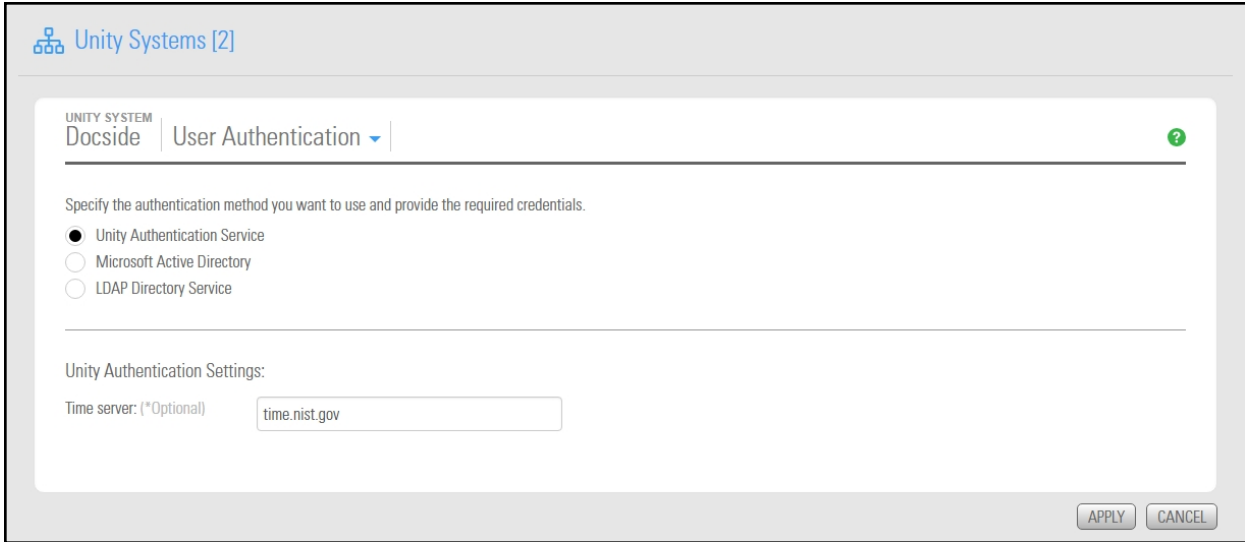 Unity Systems [2]
UNITY SYSTEM
Docside
User Authentication
?
Specify the authentication method you want to use and provide the required credentials.
Unity Authentication Service
Microsoft Active Directory
LDAP Directory Service
Unity Authentication Settings:
Time server: (*Optional) time.nist.gov
APPLY CANCEL